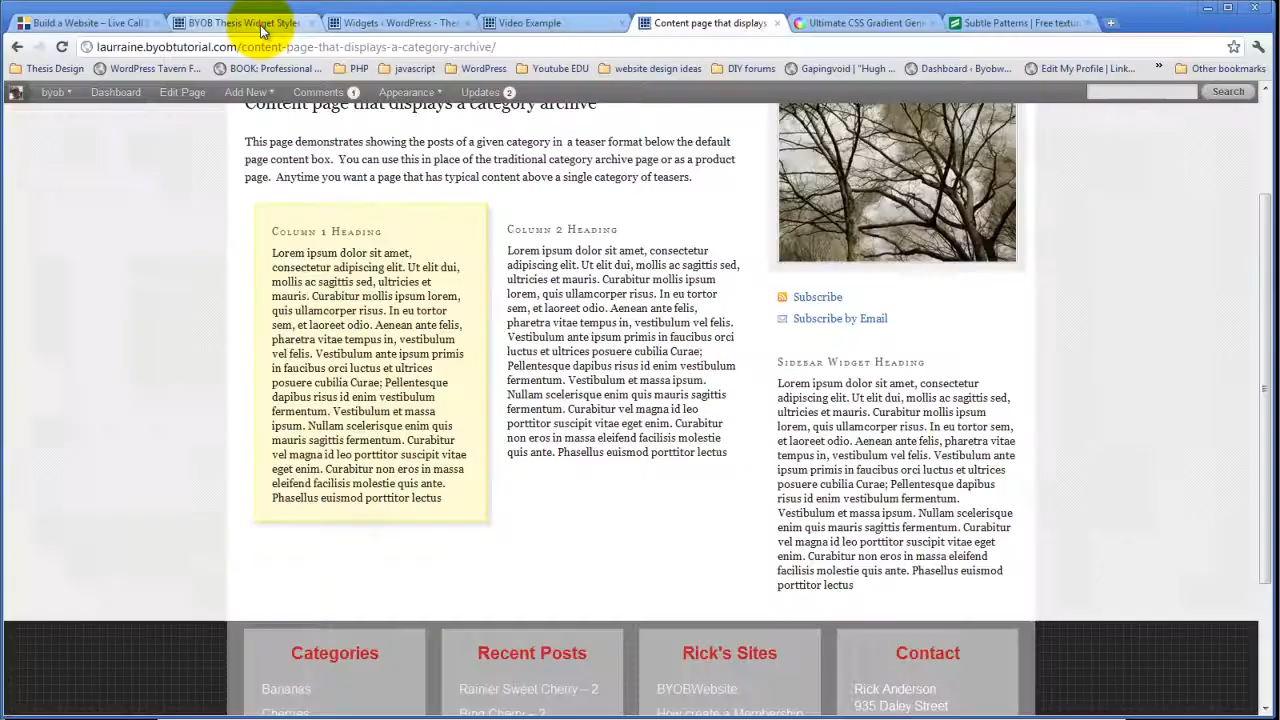 Build a Website – Live Call
BYOB Thesis Widget Styles
Widgets ‹ WordPress - The
Video Example
Content page that displays
Ultimate CSS Gradient Gen
Subtle Patterns | Free textu
laurraine.byobtutorial.com/content-page-that-displays-a-category-archive/
Thesis Design
WordPress Tavern F...
BOOK: Professional ...
PHP
javascript
WordPress
Youtube EDU
website design ideas
DIY forums
Gapingvoid | "Hugh ...
Dashboard ‹ Byobw...
Edit My Profile | Link...
»
Other bookmarks
byob
Dashboard
Edit Page
Add New
Comments 1
Appearance
Updates 2
Search
Content page that displays a category archive
This page demonstrates showing the posts of a given category in a teaser format below the default
page content box. You can use this in place of the traditional category archive page or as a product
page. Anytime you want a page that has typical content above a single category of teasers.
Column 1 Heading
Lorem ipsum dolor sit amet,
consectetur adipiscing elit. Ut elit dui,
mollis ac sagittis sed, ultricies et
mauris. Curabitur mollis ipsum lorem,
quis ullamcorper risus. In eu tortor
sem, et laoreet odio. Aenean ante felis,
pharetra vitae tempus in, vestibulum
vel felis. Vestibulum ante ipsum primis
in faucibus orci luctus et ultrices
posuere cubilia Curae; Pellentesque
dapibus risus id enim vestibulum
fermentum. Vestibulum et massa
ipsum. Nullam scelerisque enim quis
mauris sagittis fermentum. Curabitur
vel magna id leo porttitor suscipit vitae
eget enim. Curabitur non eros in massa
eleifend facilisis molestie quis ante.
Phasellus euismod porttitor lectus
Column 2 Heading
Lorem ipsum dolor sit amet, consectetur
adipiscing elit. Ut elit dui, mollis ac sagittis sed,
ultricies et mauris. Curabitur mollis ipsum
lorem, quis ullamcorper risus. In eu tortor
sem, et laoreet odio. Aenean ante felis,
pharetra vitae tempus in, vestibulum vel felis.
Vestibulum ante ipsum primis in faucibus orci
luctus et ultrices posuere cubilia Curae;
Pellentesque dapibus risus id enim vestibulum
fermentum. Vestibulum et massa ipsum.
Nullam scelerisque enim quis mauris sagittis
fermentum. Curabitur vel magna id leo
porttitor suscipit vitae eget enim. Curabitur
non eros in massa eleifend facilisis molestie
quis ante. Phasellus euismod porttitor lectus
Subscribe
Subscribe by Email
Sidebar Widget Heading
Lorem ipsum dolor sit amet, consectetur
adipiscing elit. Ut elit dui, mollis ac sagittis sed,
ultricies et mauris. Curabitur mollis ipsum
lorem, quis ullamcorper risus. In eu tortor sem,
et laoreet odio. Aenean ante felis, pharetra vitae
tempus in, vestibulum vel felis. Vestibulum ante
ipsum primis in faucibus orci luctus et ultrices
posuere cubilia Curae; Pellentesque dapibus
risus id enim vestibulum fermentum.
Vestibulum et massa ipsum. Nullam scelerisque
enim quis mauris sagittis fermentum. Curabitur
vel magna id leo porttitor suscipit vitae eget
enim. Curabitur non eros in massa eleifend
facilisis molestie quis ante. Phasellus euismod
porttitor lectus
Categories
Bananas
Cherries
Recent Posts
Rainier Sweet Cherry – 2
Bing Cherry – 2
Rick's Sites
BYOBWebsite
How create a Membership
Contact
Rick Anderson
935 Daley Street